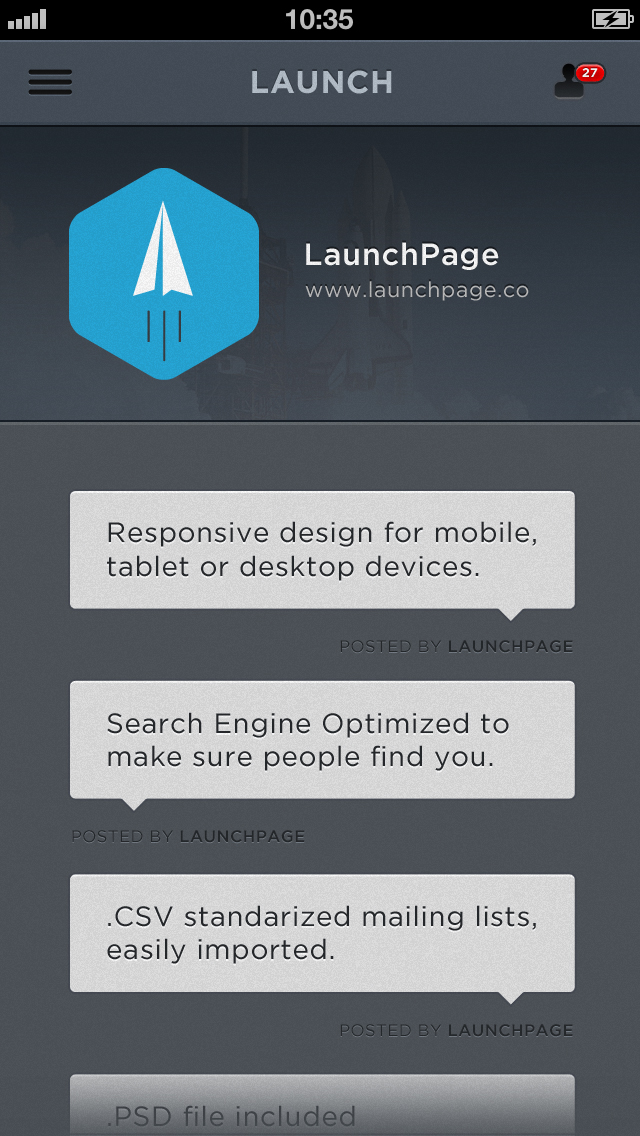 10:35
LAUNCH
27
LaunchPage
www.launchpage.co
Responsive design for mobile,
tablet or desktop devices.
POSTED BY LAUNCHPAGE
Search Engine Optimized to
make sure people find you.
POSTED BY LAUNCHPAGE
.CSV standarized mailing lists,
easily imported.
POSTED BY LAUNCHPAGE
.PSD file included